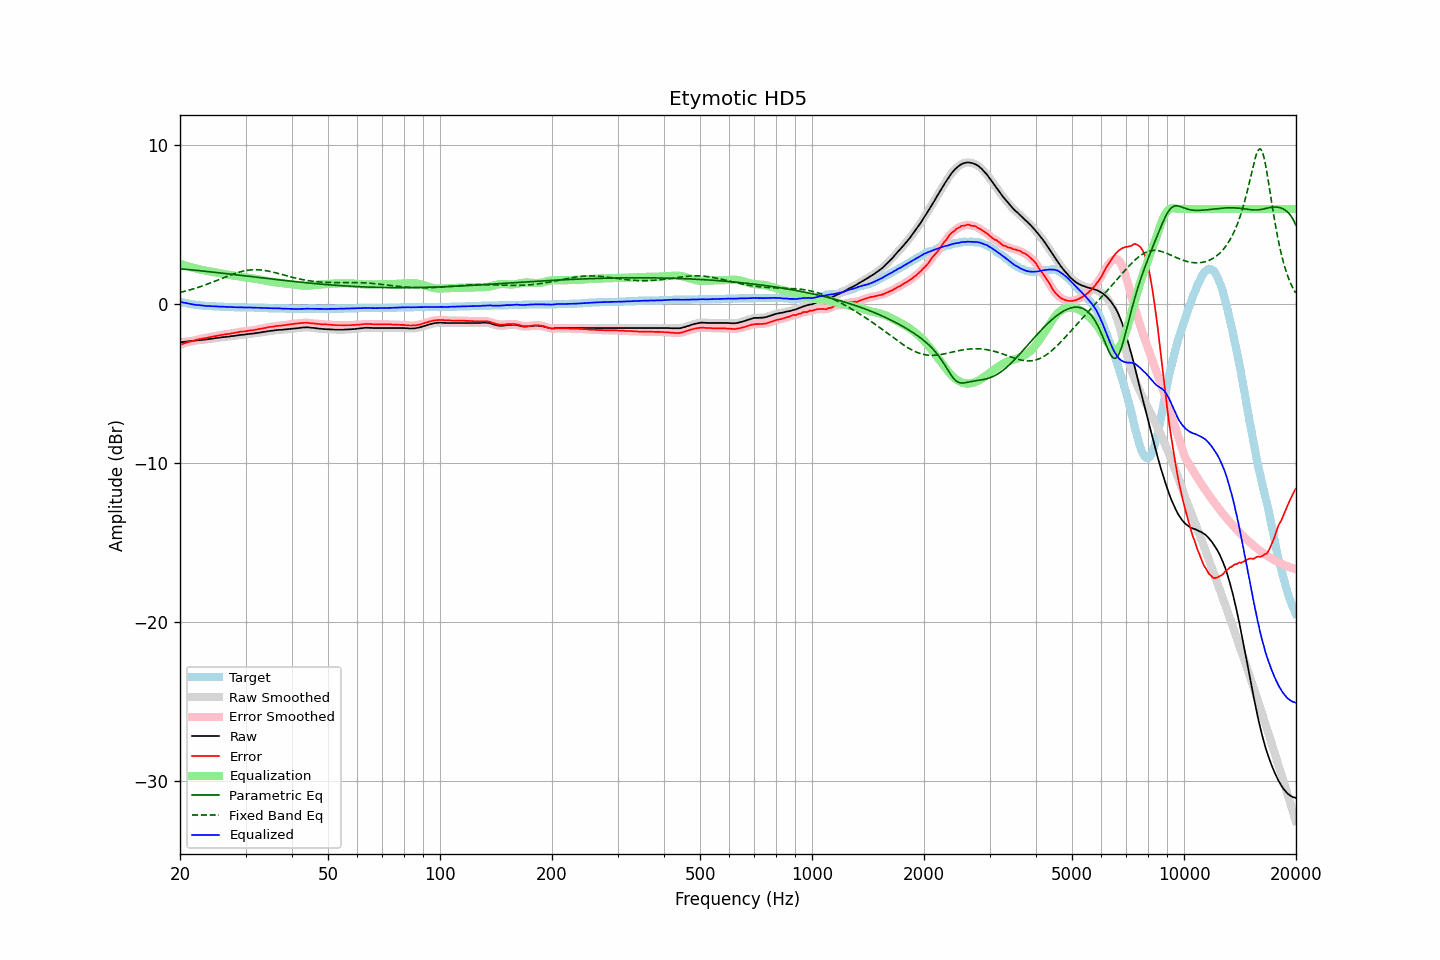 Etymotic HD5
10
0
−10
−20
−30
Amplitude (dBr)
Target
Raw Smoothed
Error Smoothed
Raw
Error
Equalization
Parametric Eq
Fixed Band Eq
Equalized
20 50 100 200 500 1000 2000 5000 10000 20000
Frequency (Hz)